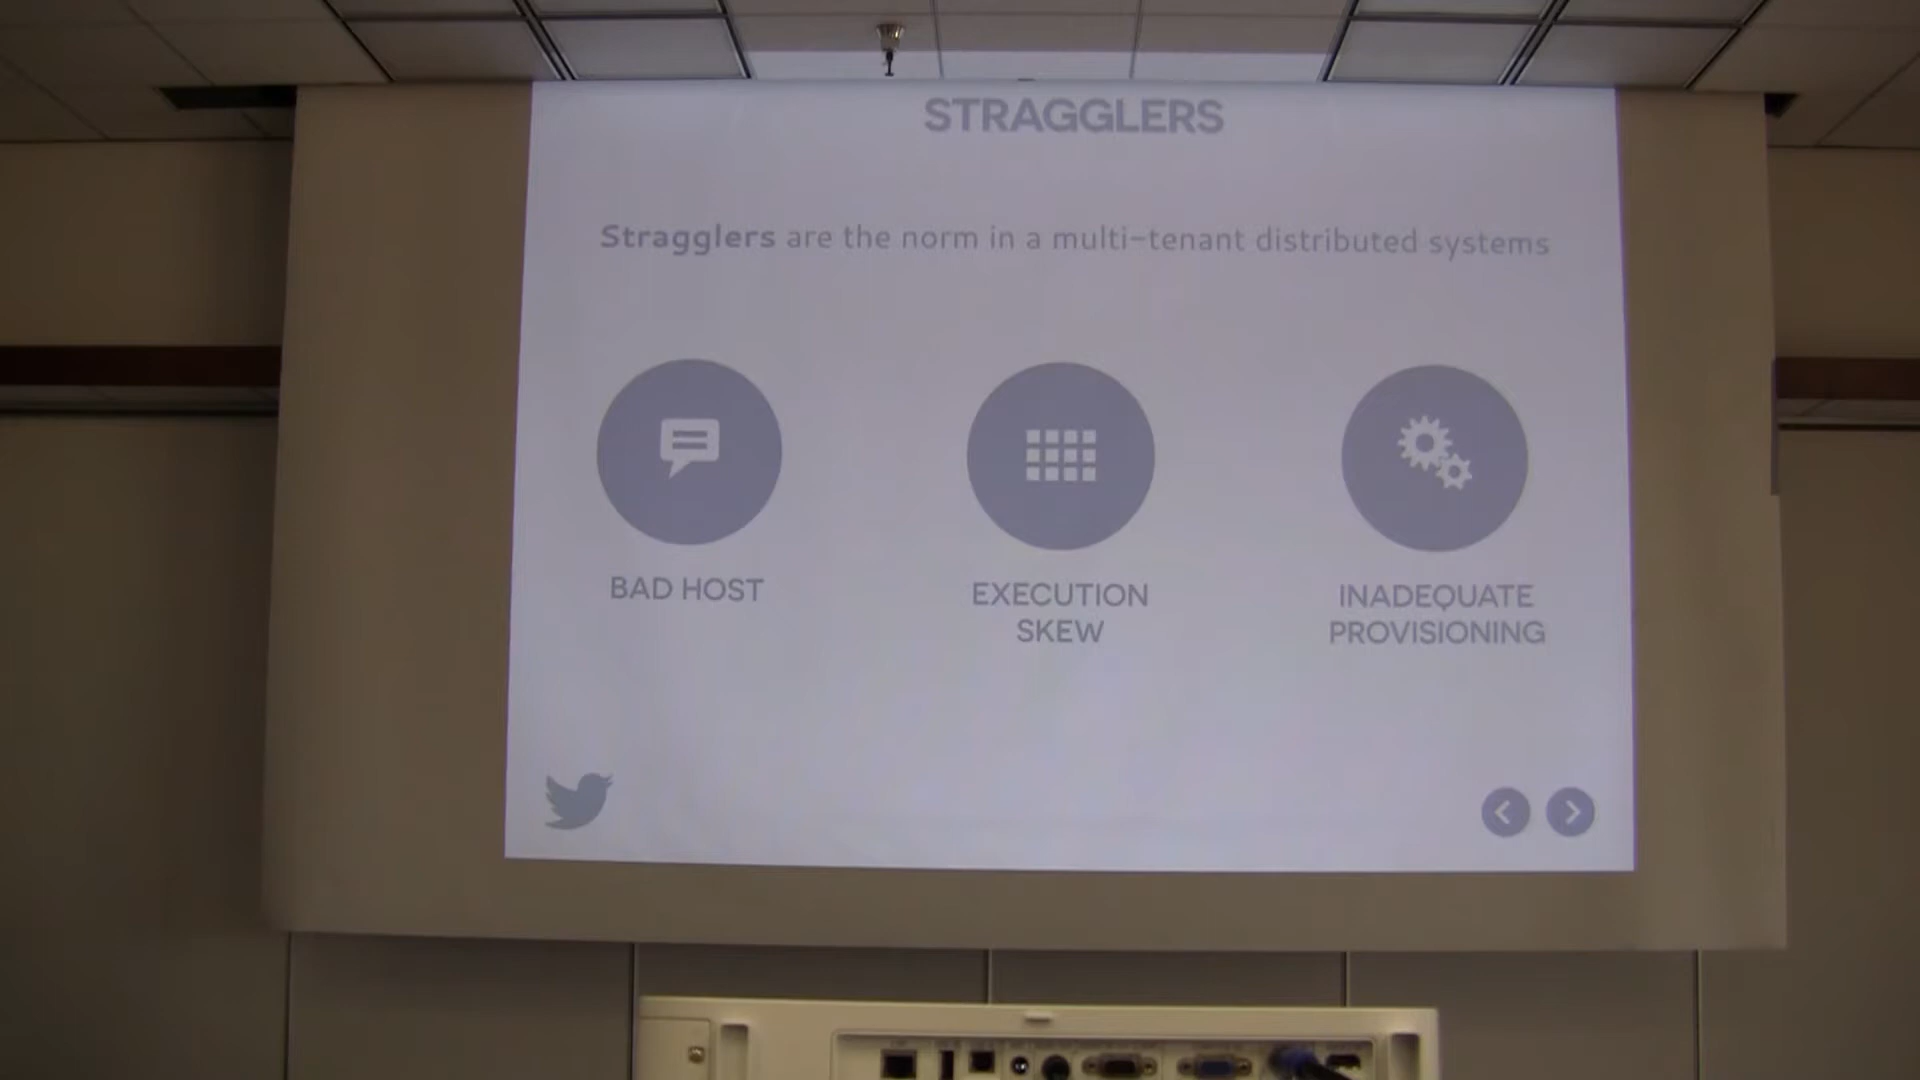 STRAGGLERS
Stragglers are the norm in a multi-tenant distributed systems
BAD HOST
EXECUTION
SKEW
INADEQUATE
PROVISIONING